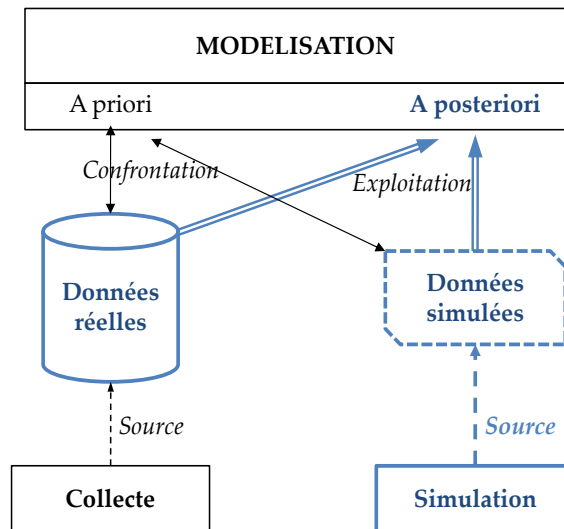 MODELISATION
A priori
A posteriori
Confrontation
Exploitation
Données
réelles
Données
simulées
Source
Source
Collecte
Simulation